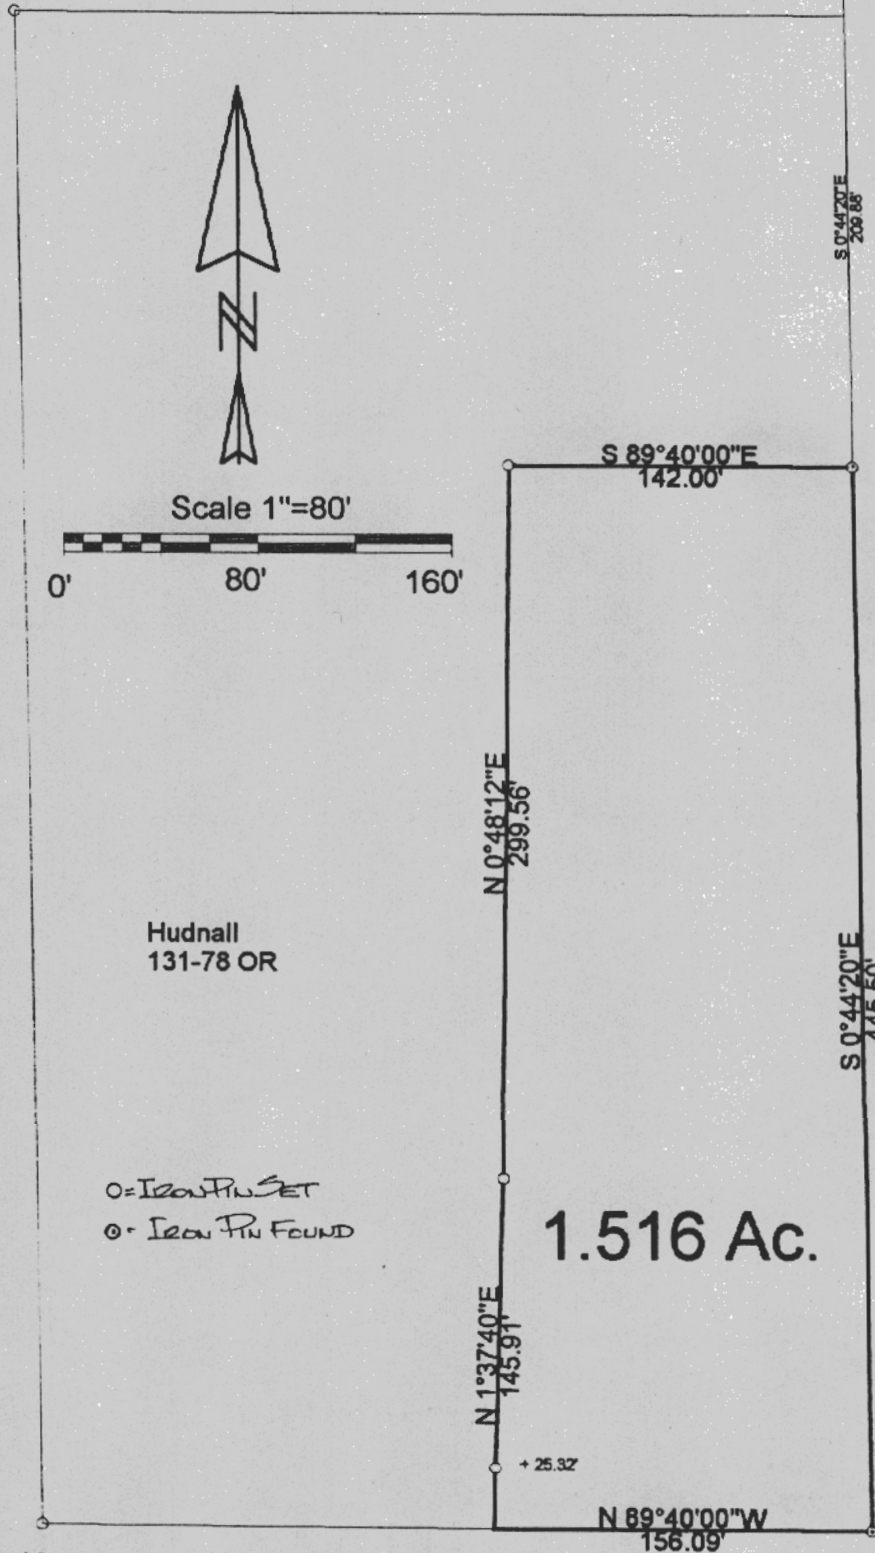 S 0°44'20"E
209.88'
N
S 89°40'00"E
142.00'
Scale 1"=80'
0' 80' 160'
N 0°48'12"E
299.56'
Hudnall
131-78 OR
S 0°44'20"E
445.50'
O=IRON PIN SET
⊙- IRON PIN FOUND
1.516 Ac.
N 1°37'40"E
145.91'
+ 25.32'
N 89°40'00"W
156.09'